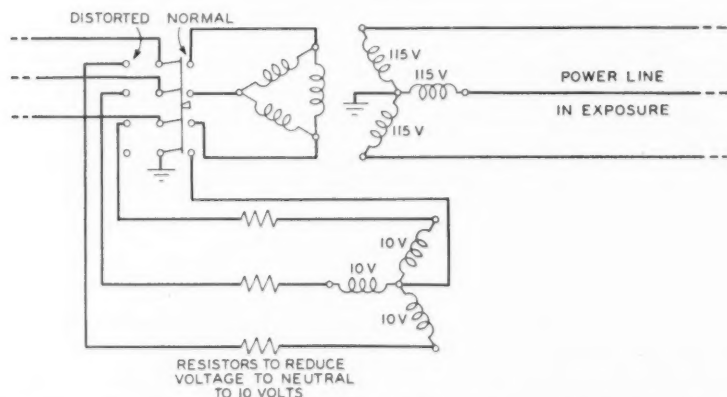 DISTORTED
NORMAL
115 V
115 V
POWER LINE
IN EXPOSURE
115 V
10 V
10 V
10 V
RESISTORS TO REDUCE
VOLTAGE TO NEUTRAL
TO 10 VOLTS